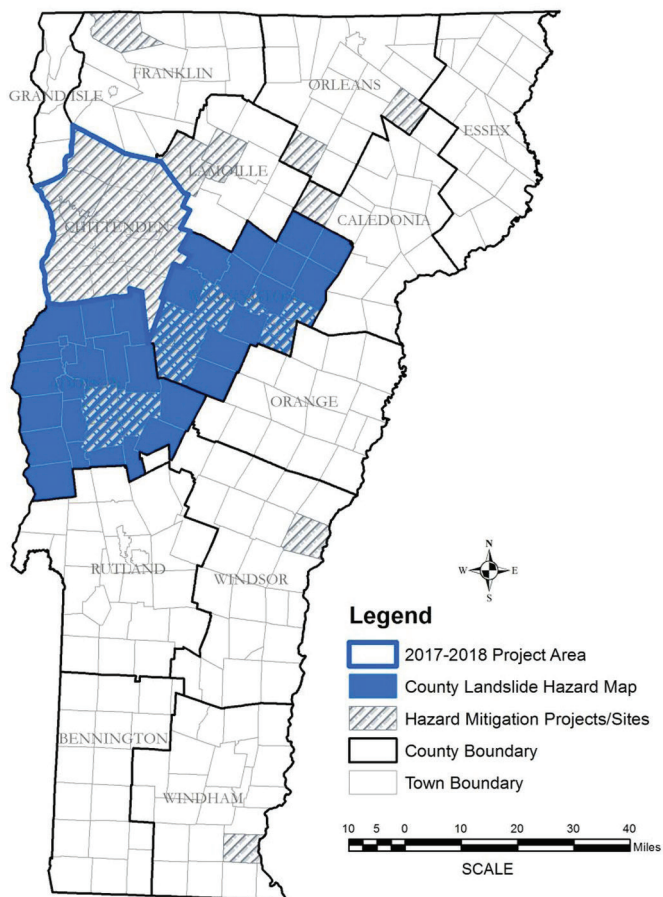 FRANKLIN
ORLEANS
GRAND ISLE
ESSEX
LAMOILLE
CALEDONIA
CHITTENDEN
ORANGE
RUTLAND
WINDSOR
BENNINGTON
WINDHAM
N
W E
S
Legend
2017-2018 Project Area
County Landslide Hazard Map
Hazard Mitigation Projects/Sites
County Boundary
Town Boundary
10 5 0 10 20 30 40
Miles
SCALE